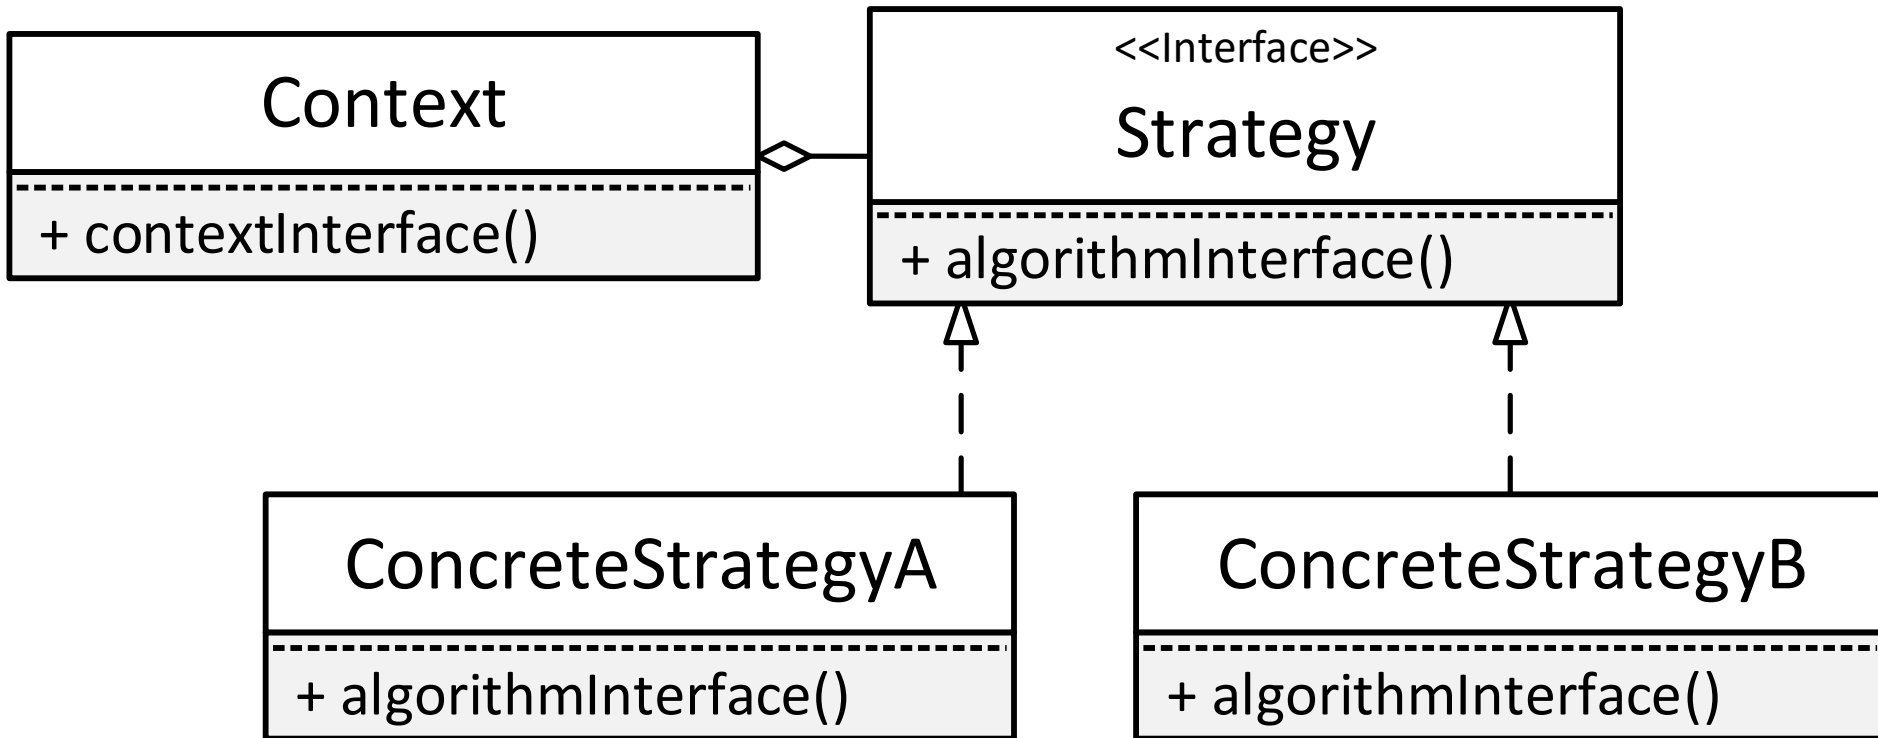 Context
+ contextInterface()
<<Interface>>
Strategy
+ algorithmInterface()
ConcreteStrategyA
+ algorithmInterface()
ConcreteStrategyB
+ algorithmInterface()